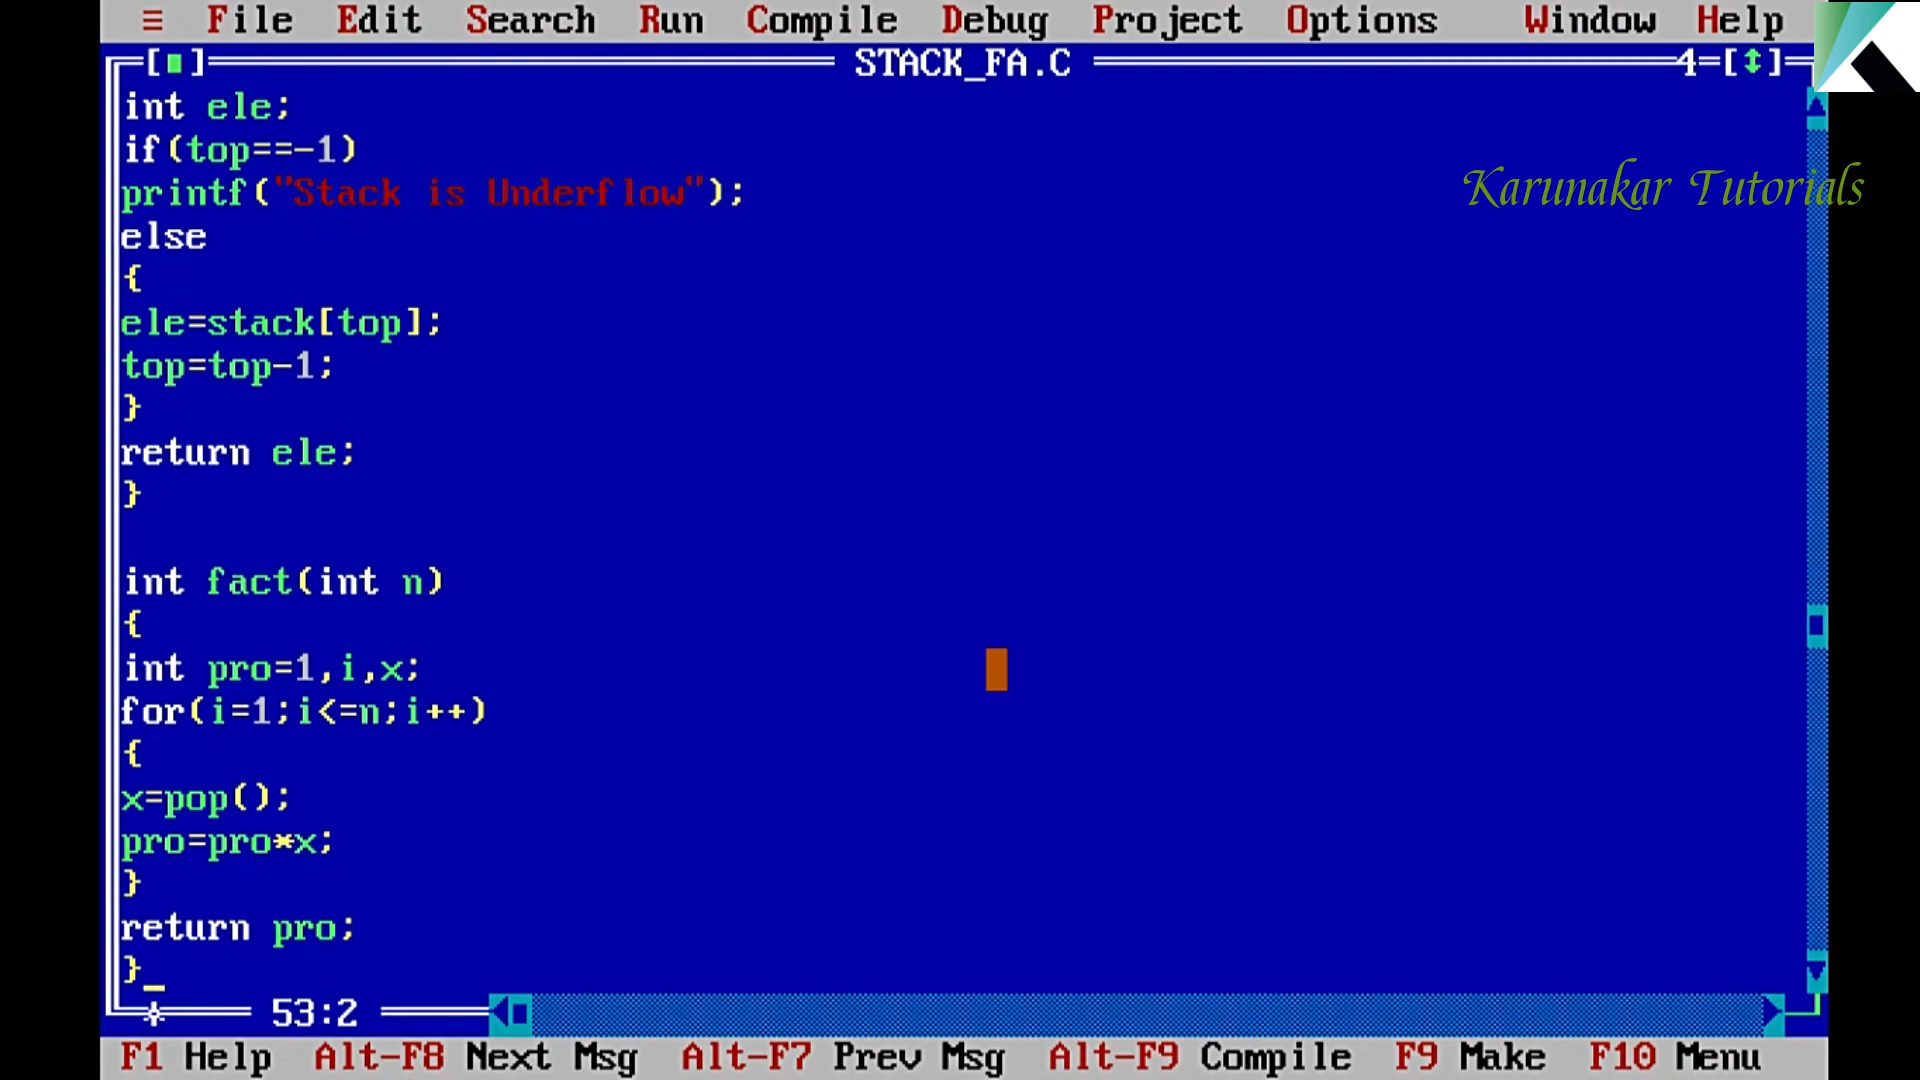 ≡ File Edit Search Run Compile Debug Project Options Window Help
[■] STACK_FA.C 4=[↕]
int ele;
if(top==-1)
printf("Stack is Underflow");
Karunakar Tutorials
else
{
ele=stack[top];
top=top-1;
}
return ele;
}
int fact(int n)
{
int pro=1,i,x;
for(i=1;i<=n;i++)
{
x=pop();
pro=pro*x;
}
return pro;
}_
53:2
F1 Help Alt-F8 Next Msg Alt-F7 Prev Msg Alt-F9 Compile F9 Make F10 Menu